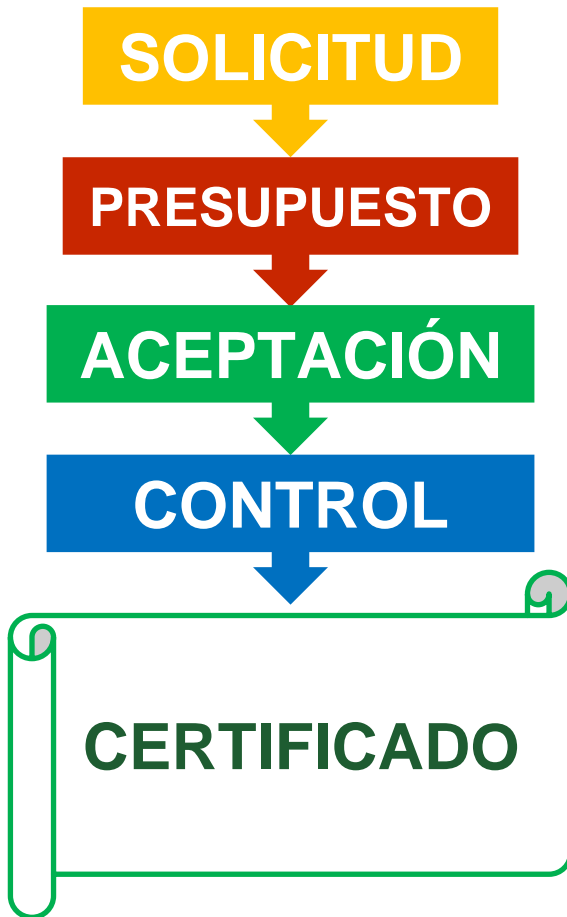 SOLICITUD
PRESUPUESTO
ACEPTACIÓN
CONTROL
CERTIFICADO